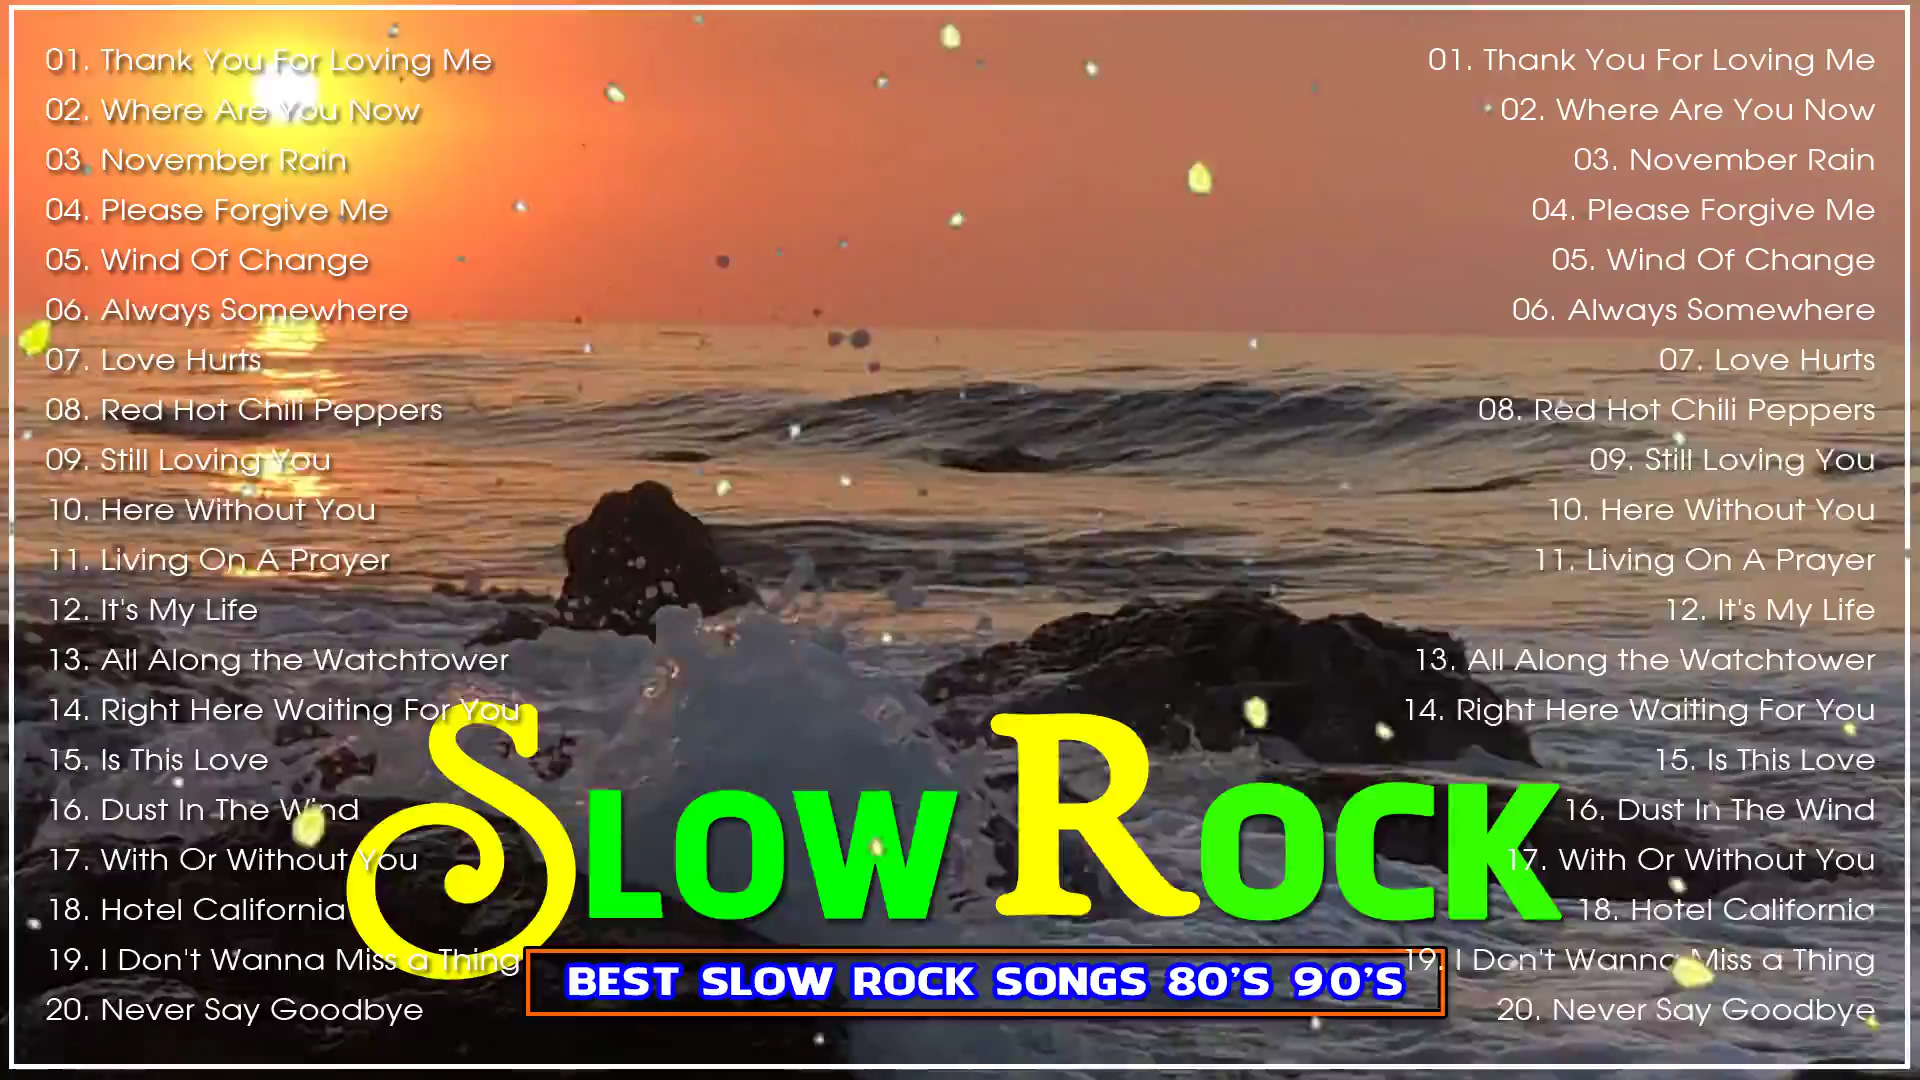 01. Thank You For Loving Me
02. Where Are You Now
03. November Rain
04. Please Forgive Me
05. Wind Of Change
06. Always Somewhere
07. Love Hurts
08. Red Hot Chili Peppers
09. Still Loving You
10. Here Without You
11. Living On A Prayer
12. It's My Life
13. All Along the Watchtower
14. Right Here Waiting For You
15. Is This Love
16. Dust In The Wind
17. With Or Without You
18. Hotel California
19. I Don't Wanna Miss a Thing
20. Never Say Goodbye
01. Thank You For Loving Me
02. Where Are You Now
03. November Rain
04. Please Forgive Me
05. Wind Of Change
06. Always Somewhere
07. Love Hurts
08. Red Hot Chili Peppers
09. Still Loving You
10. Here Without You
11. Living On A Prayer
12. It's My Life
13. All Along the Watchtower
14. Right Here Waiting For You
15. Is This Love
16. Dust In The Wind
17. With Or Without You
18. Hotel California
19. I Don't Wanna Miss a Thing
20. Never Say Goodbye
SLOW ROCK
BEST SLOW ROCK SONGS 80'S 90'S